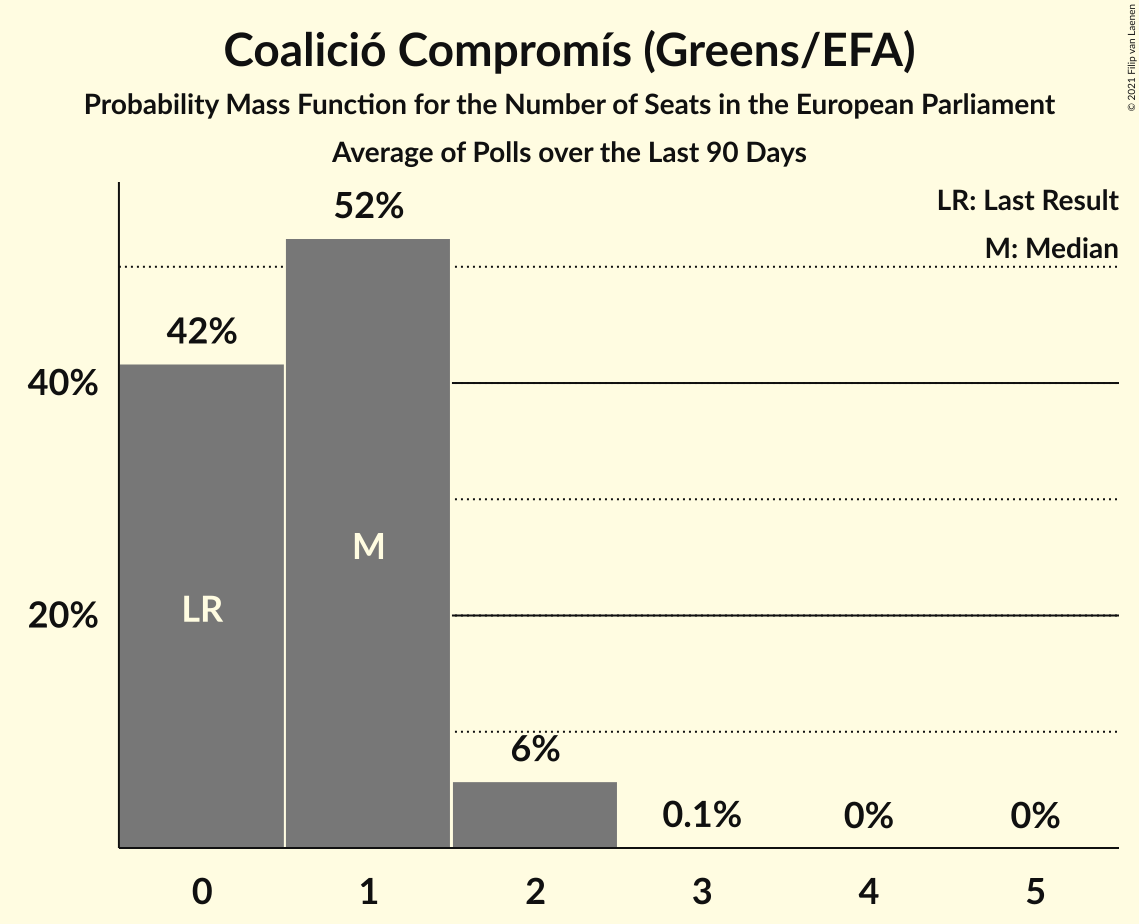 Coalició Compromís (Greens/EFA)
Probability Mass Function for the Number of Seats in the European Parliament
Average of Polls over the Last 90 Days
© 2021 Filip van Laenen
LR: Last Result
M: Median
52%
42%
40%
M
LR
20%
6%
0.1%
0%
0%
0 1 2 3 4 5